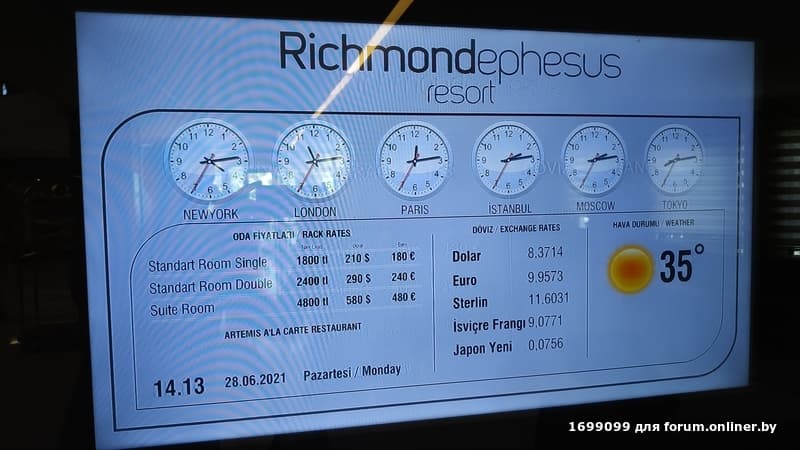 Richmondephesus
resort
NEWYORK LONDON PARIS İSTANBUL MOSCOW TOKYO
ODA FİYATLARI / RACK RATES
Standart Room Single 1800 tl 210 $ 180 €
Standart Room Double 2400 tl 290 $ 240 €
Suite Room 4800 tl 580 $ 480 €
ARTEMIS A'LA CARTE RESTAURANT
14.13 28.06.2021 Pazartesi / Monday
DÖVİZ / EXCHANGE RATES
Dolar 8,3714
Euro 9,9573
Sterlin 11.6031
İsviçre Frangı 9,0771
Japon Yeni 0,0756
HAVA DURUMU / WEATHER
35°
1699099 для forum.onliner.by